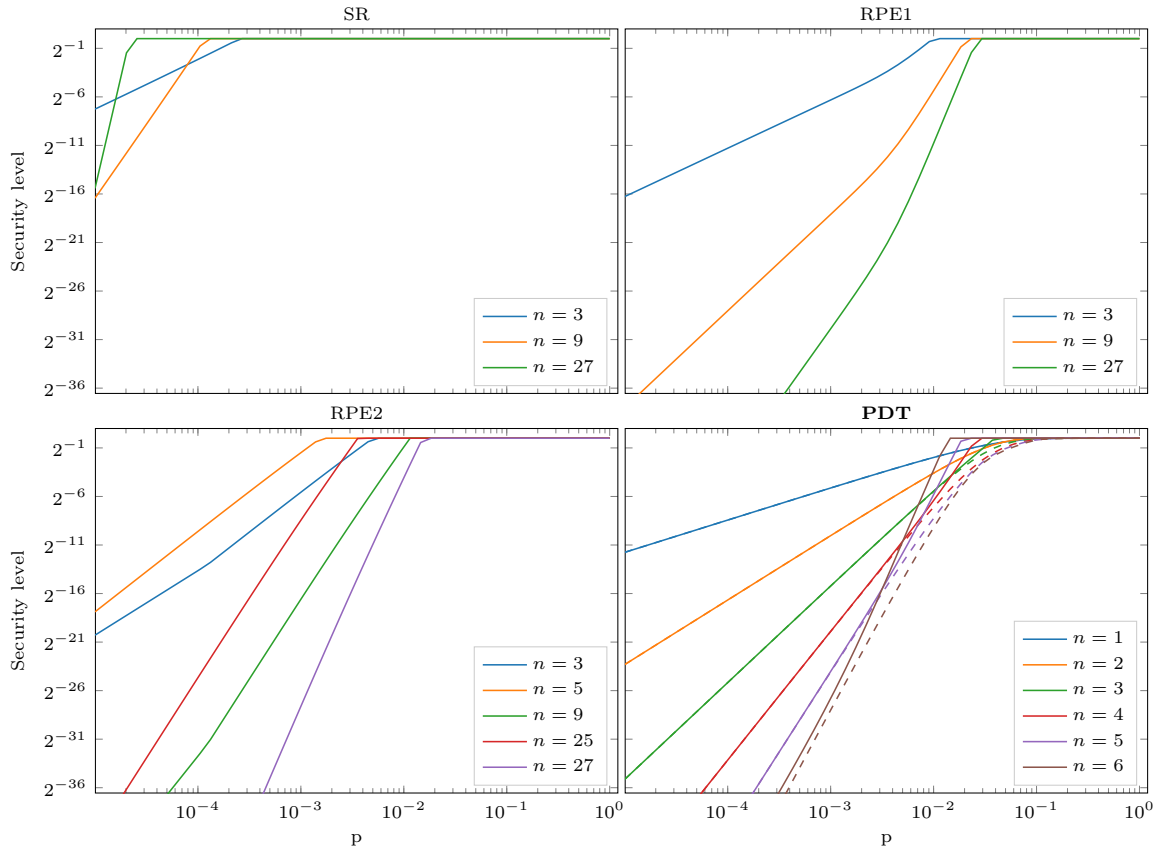 SR
RPE1
Security level
2^{-1}
2^{-6}
2^{-11}
2^{-16}
2^{-21}
2^{-26}
2^{-31}
2^{-36}
n = 3
n = 9
n = 27
n = 3
n = 9
n = 27
RPE2
PDT
Security level
2^{-1}
2^{-6}
2^{-11}
2^{-16}
2^{-21}
2^{-26}
2^{-31}
2^{-36}
n = 3
n = 5
n = 9
n = 25
n = 27
n = 1
n = 2
n = 3
n = 4
n = 5
n = 6
10^{-4} 10^{-3} 10^{-2} 10^{-1} 10^{0}
10^{-4} 10^{-3} 10^{-2} 10^{-1} 10^{0}
p
p